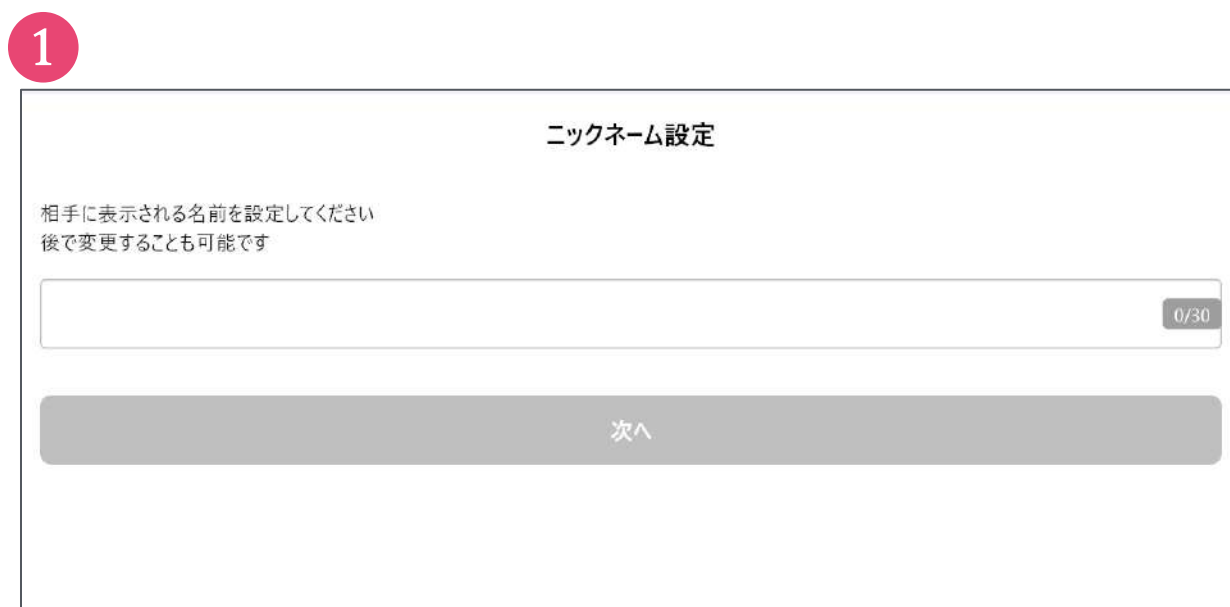 1
ニックネーム設定
相手に表示される名前を設定してください
後で変更することも可能です
0/30
次へ